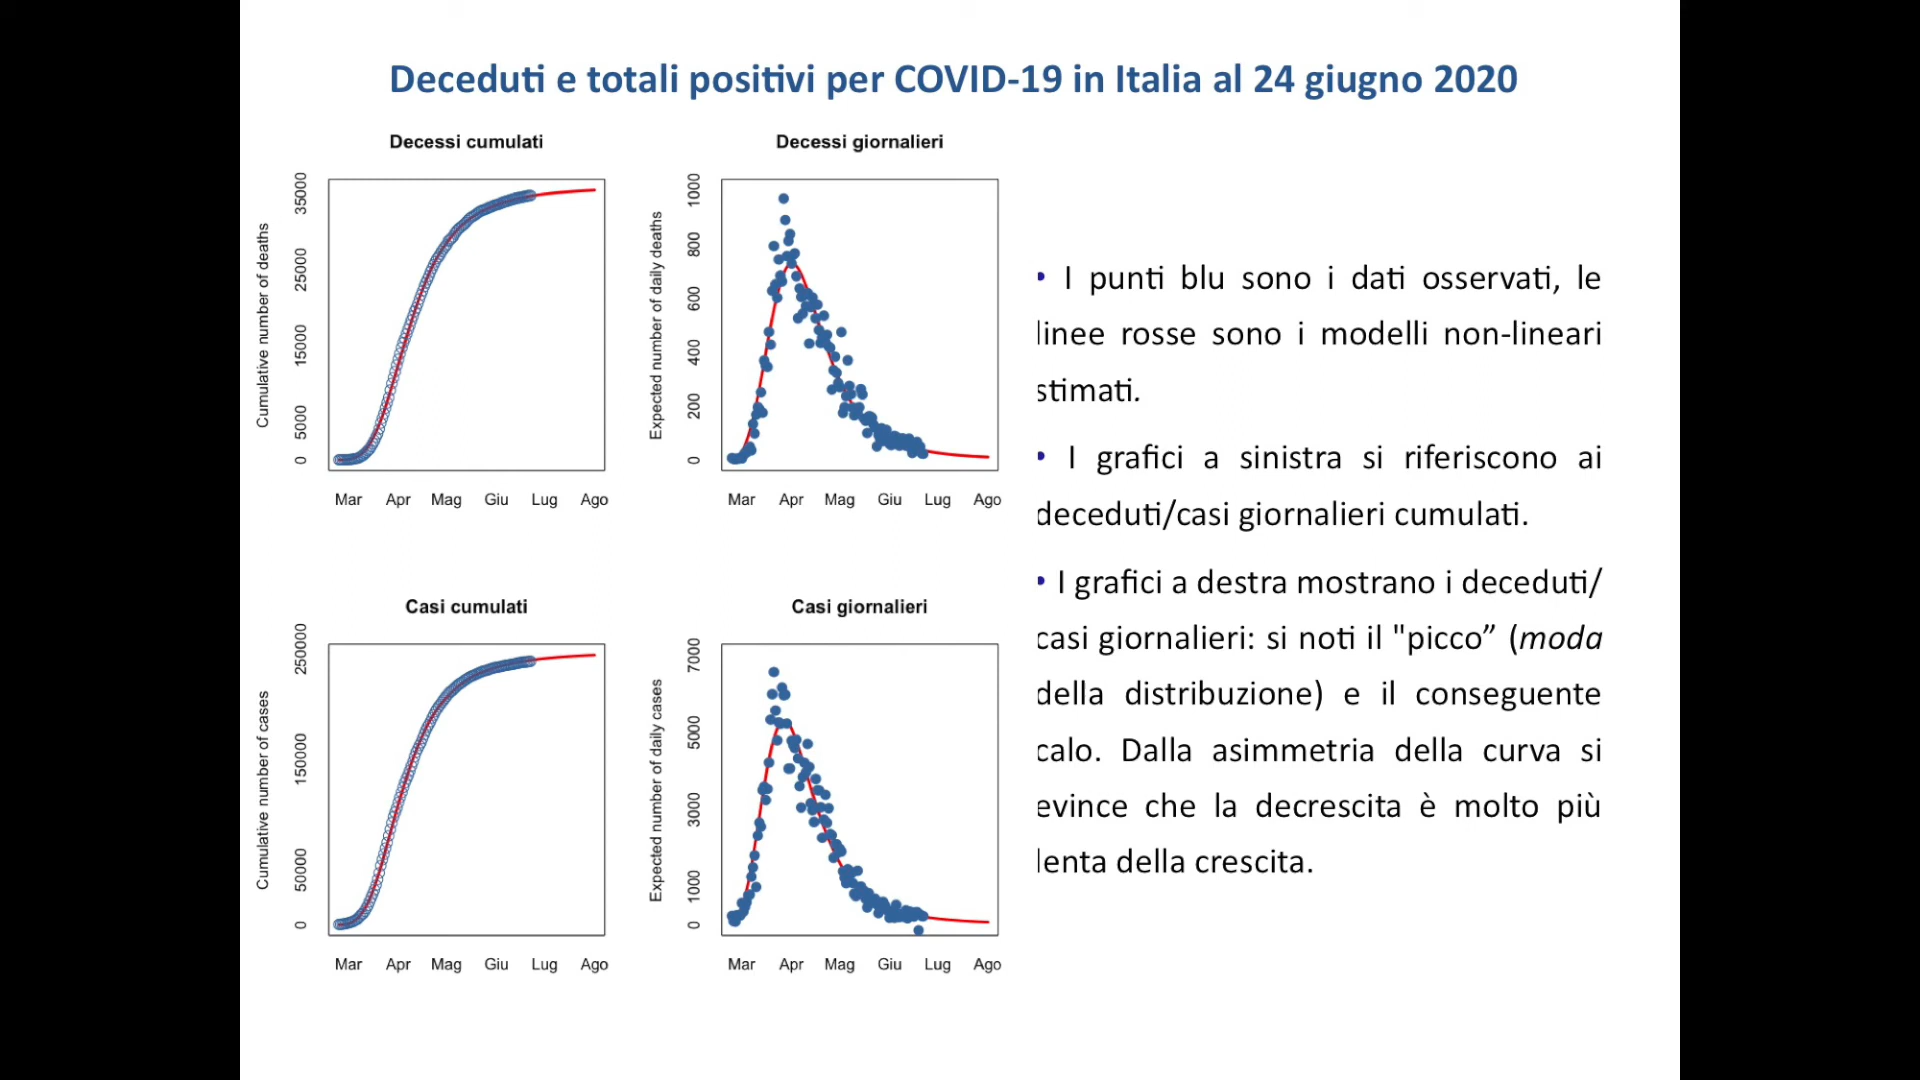 Deceduti e totali positivi per COVID-19 in Italia al 24 giugno 2020
Decessi cumulati
Cumulative number of deaths
0 5000 15000 25000 35000
Mar Apr Mag Giu Lug Ago
Decessi giornalieri
Expected number of daily deaths
0 200 400 600 800 1000
Mar Apr Mag Giu Lug Ago
Casi cumulati
Cumulative number of cases
0 50000 150000 250000
Mar Apr Mag Giu Lug Ago
Casi giornalieri
Expected number of daily cases
0 1000 3000 5000 7000
Mar Apr Mag Giu Lug Ago
• I punti blu sono i dati osservati, le
linee rosse sono i modelli non-lineari
stimati.
• I grafici a sinistra si riferiscono ai
deceduti/casi giornalieri cumulati.
• I grafici a destra mostrano i deceduti/
casi giornalieri: si noti il "picco” (moda
della distribuzione) e il conseguente
calo. Dalla asimmetria della curva si
evince che la decrescita è molto più
lenta della crescita.